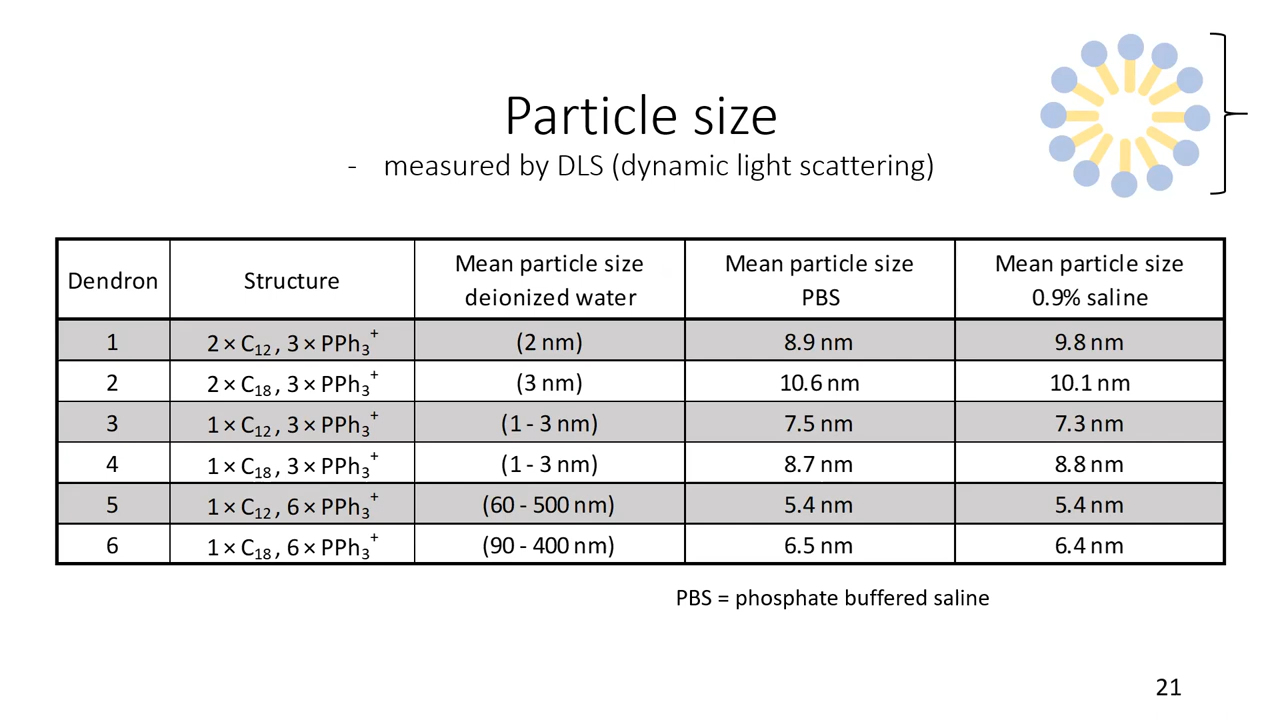 Particle size
- measured by DLS (dynamic light scattering)
Dendron | Structure | Mean particle size deionized water | Mean particle size PBS | Mean particle size 0.9% saline
1 | 2 × C₁₂ , 3 × PPh₃⁺ | (2 nm) | 8.9 nm | 9.8 nm
2 | 2 × C₁₈ , 3 × PPh₃⁺ | (3 nm) | 10.6 nm | 10.1 nm
3 | 1 × C₁₂ , 3 × PPh₃⁺ | (1 - 3 nm) | 7.5 nm | 7.3 nm
4 | 1 × C₁₈ , 3 × PPh₃⁺ | (1 - 3 nm) | 8.7 nm | 8.8 nm
5 | 1 × C₁₂ , 6 × PPh₃⁺ | (60 - 500 nm) | 5.4 nm | 5.4 nm
6 | 1 × C₁₈ , 6 × PPh₃⁺ | (90 - 400 nm) | 6.5 nm | 6.4 nm
PBS = phosphate buffered saline
21